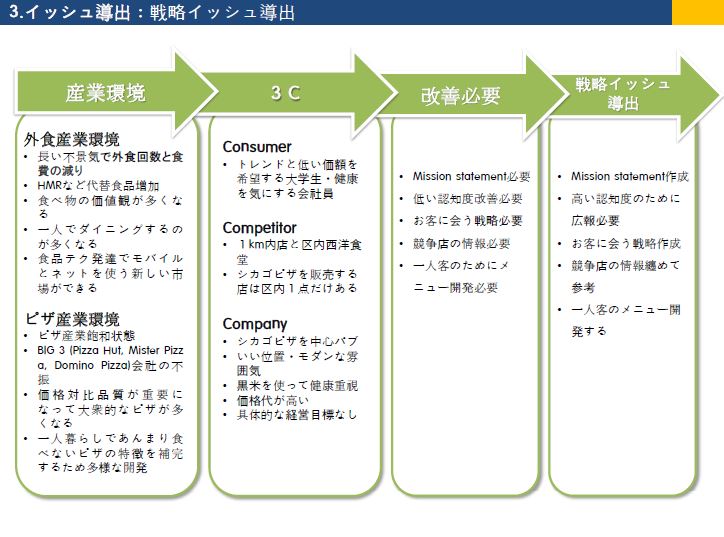 3.イッシュ導出：戦略イッシュ導出
産業環境
外食産業環境
• 長い不景気で外食回数と食
費の減り
• HMRなど代替食品増加
• 食べ物の価値観が多くな
る
• 一人でダイニングするの
が多くなる
• 食品テク発達でモバイル
とネットを使う新しい市
場ができる
ピザ産業環境
• ピザ産業飽和状態
• BIG 3 (Pizza Hut, Mister Pizz
a, Domino Pizza)会社の不
振
• 価格対比品質が重要に
なって大衆的なピザが多
くなる
• 一人暮らしであんまり食
べないピザの特徴を補完
するため多様な開発
３Ｃ
Consumer
• トレンドと低い価額を
希望する大学生・健康
を気にする会社員
Competitor
• １km内店と区内西洋食
堂
• シカゴピザを販売する
店は区内１点だけある
Company
• シカゴピザを中心パブ
• いい位置・モダンな雰
囲気
• 黒米を使って健康重視
• 価格代が高い
• 具体的な経営目標なし
改善必要
• Mission statement必要
• 低い認知度改善必要
• お客に会う戦略必要
• 競争店の情報必要
• 一人客のためにメ
ニュー開発必要
戦略イッシュ
導出
• Mission statement作成
• 高い認知度のために
広報必要
• お客に会う戦略作成
• 競争店の情報纏めて
参考
• 一人客のメニュー開
発する